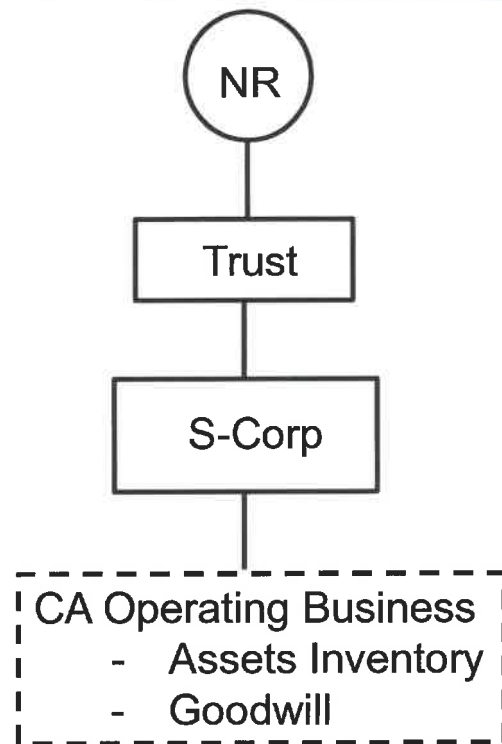 NR
Trust
S-Corp
CA Operating Business
- Assets Inventory
- Goodwill